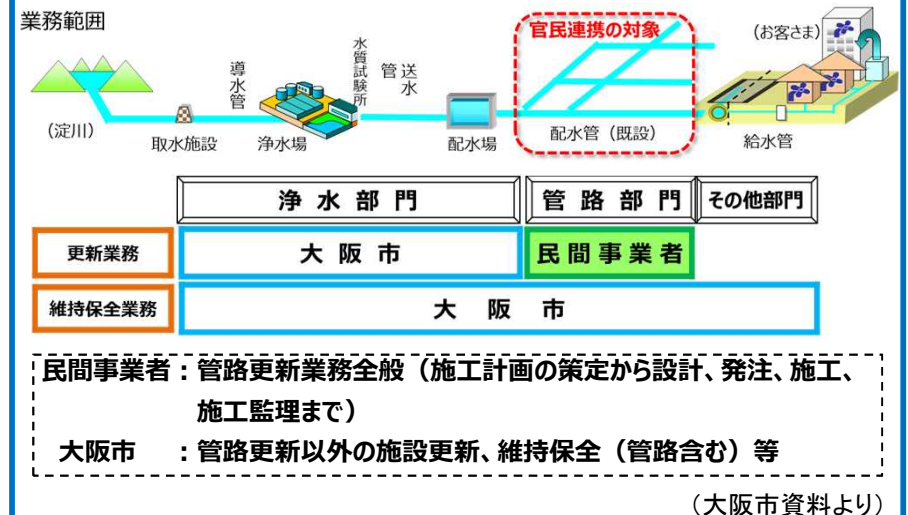 業務範囲
官民連携の対象
(お客さま)
水質試験所
導水管
送水管
(淀川)
取水施設
浄水場
配水場
配水管（既設）
給水管
浄水部門
管路部門
その他部門
更新業務
大阪市
民間事業者
維持保全業務
大阪市
民間事業者：管路更新業務全般（施工計画の策定から設計、発注、施工、
施工監理まで）
大阪市：管路更新以外の施設更新、維持保全（管路含む）等
（大阪市資料より）